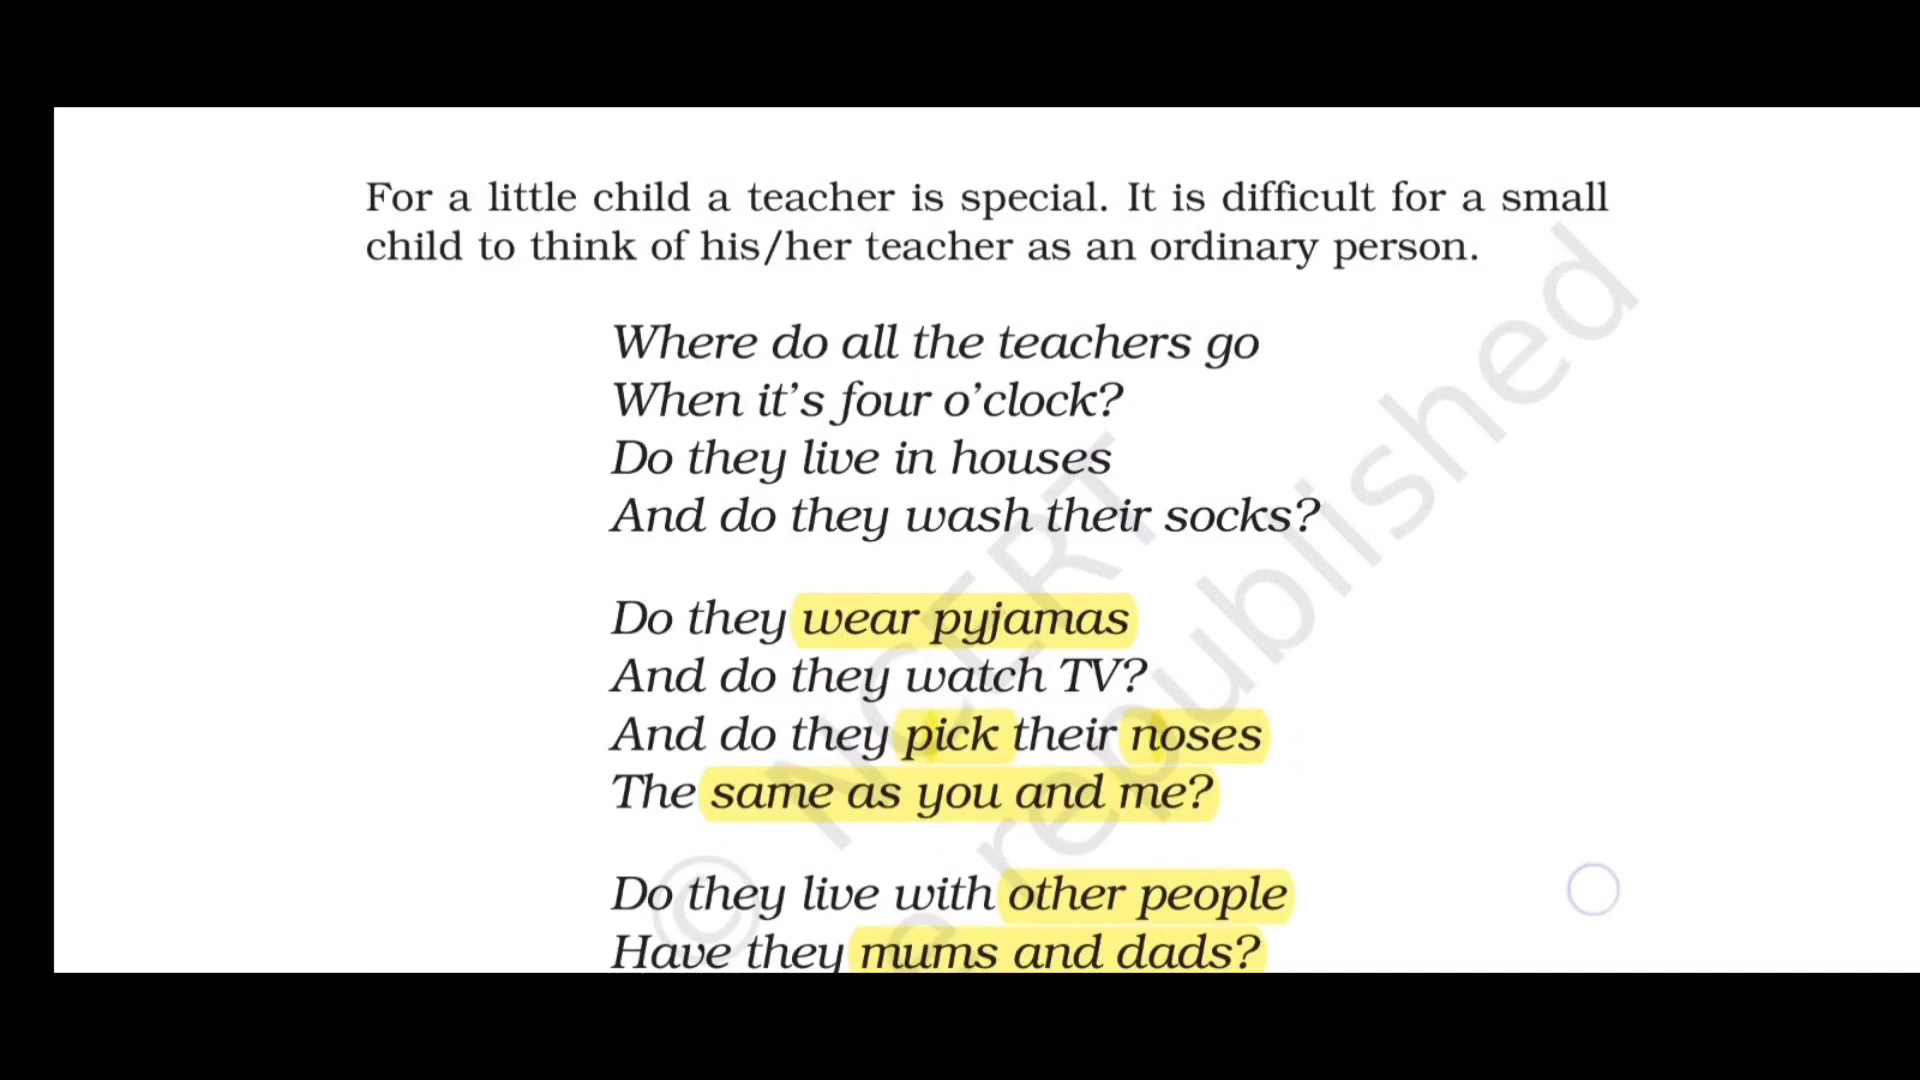 For a little child a teacher is special. It is difficult for a small
child to think of his/her teacher as an ordinary person.
Where do all the teachers go
When it's four o'clock?
Do they live in houses
And do they wash their socks?
Do they wear pyjamas
And do they watch TV?
And do they pick their noses
The same as you and me?
Do they live with other people
Have they mums and dads?
© NCERT
e republished